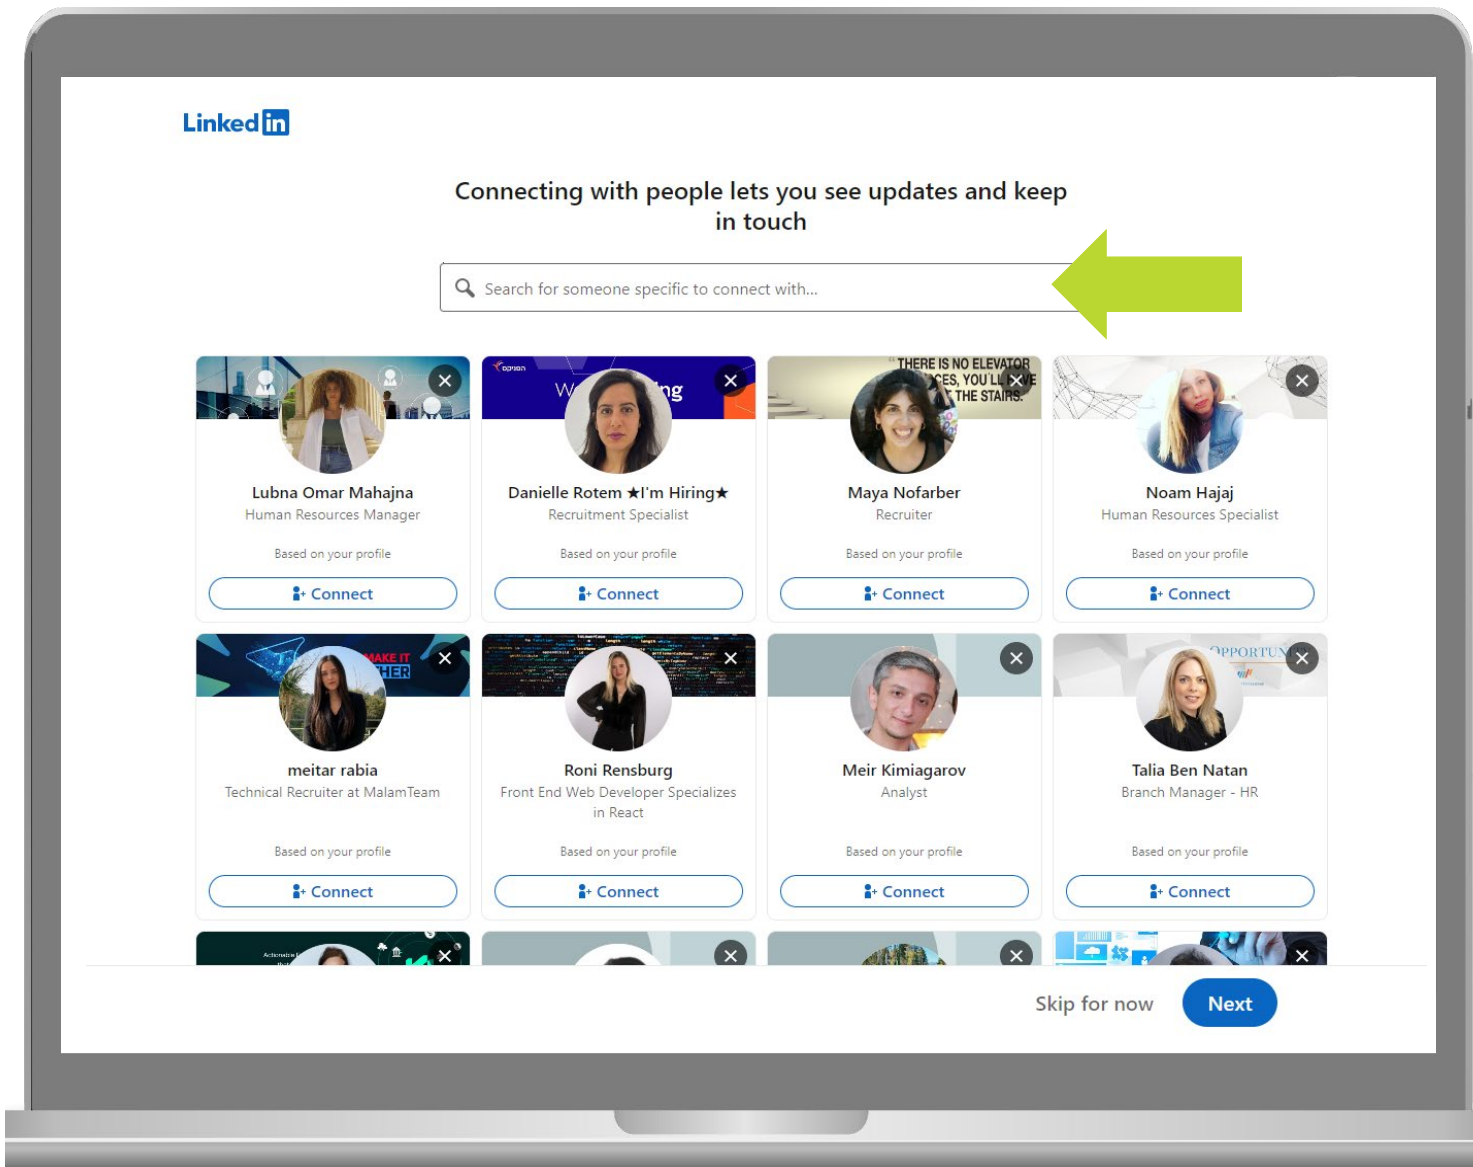 Linked in
Connecting with people lets you see updates and keep
in touch
Search for someone specific to connect with...
הפניקס
THERE IS NO ELEVATOR
THE STAIRS.
Lubna Omar Mahajna
Human Resources Manager
Based on your profile
Connect
Danielle Rotem ★I'm Hiring★
Recruitment Specialist
Based on your profile
Connect
Maya Nofarber
Recruiter
Based on your profile
Connect
Noam Hajaj
Human Resources Specialist
Based on your profile
Connect
MAKE IT
meitar rabia
Technical Recruiter at MalamTeam
Based on your profile
Connect
Roni Rensburg
Front End Web Developer Specializes
in React
Based on your profile
Connect
Meir Kimiagarov
Analyst
Based on your profile
Connect
Talia Ben Natan
Branch Manager - HR
Based on your profile
Connect
Skip for now
Next